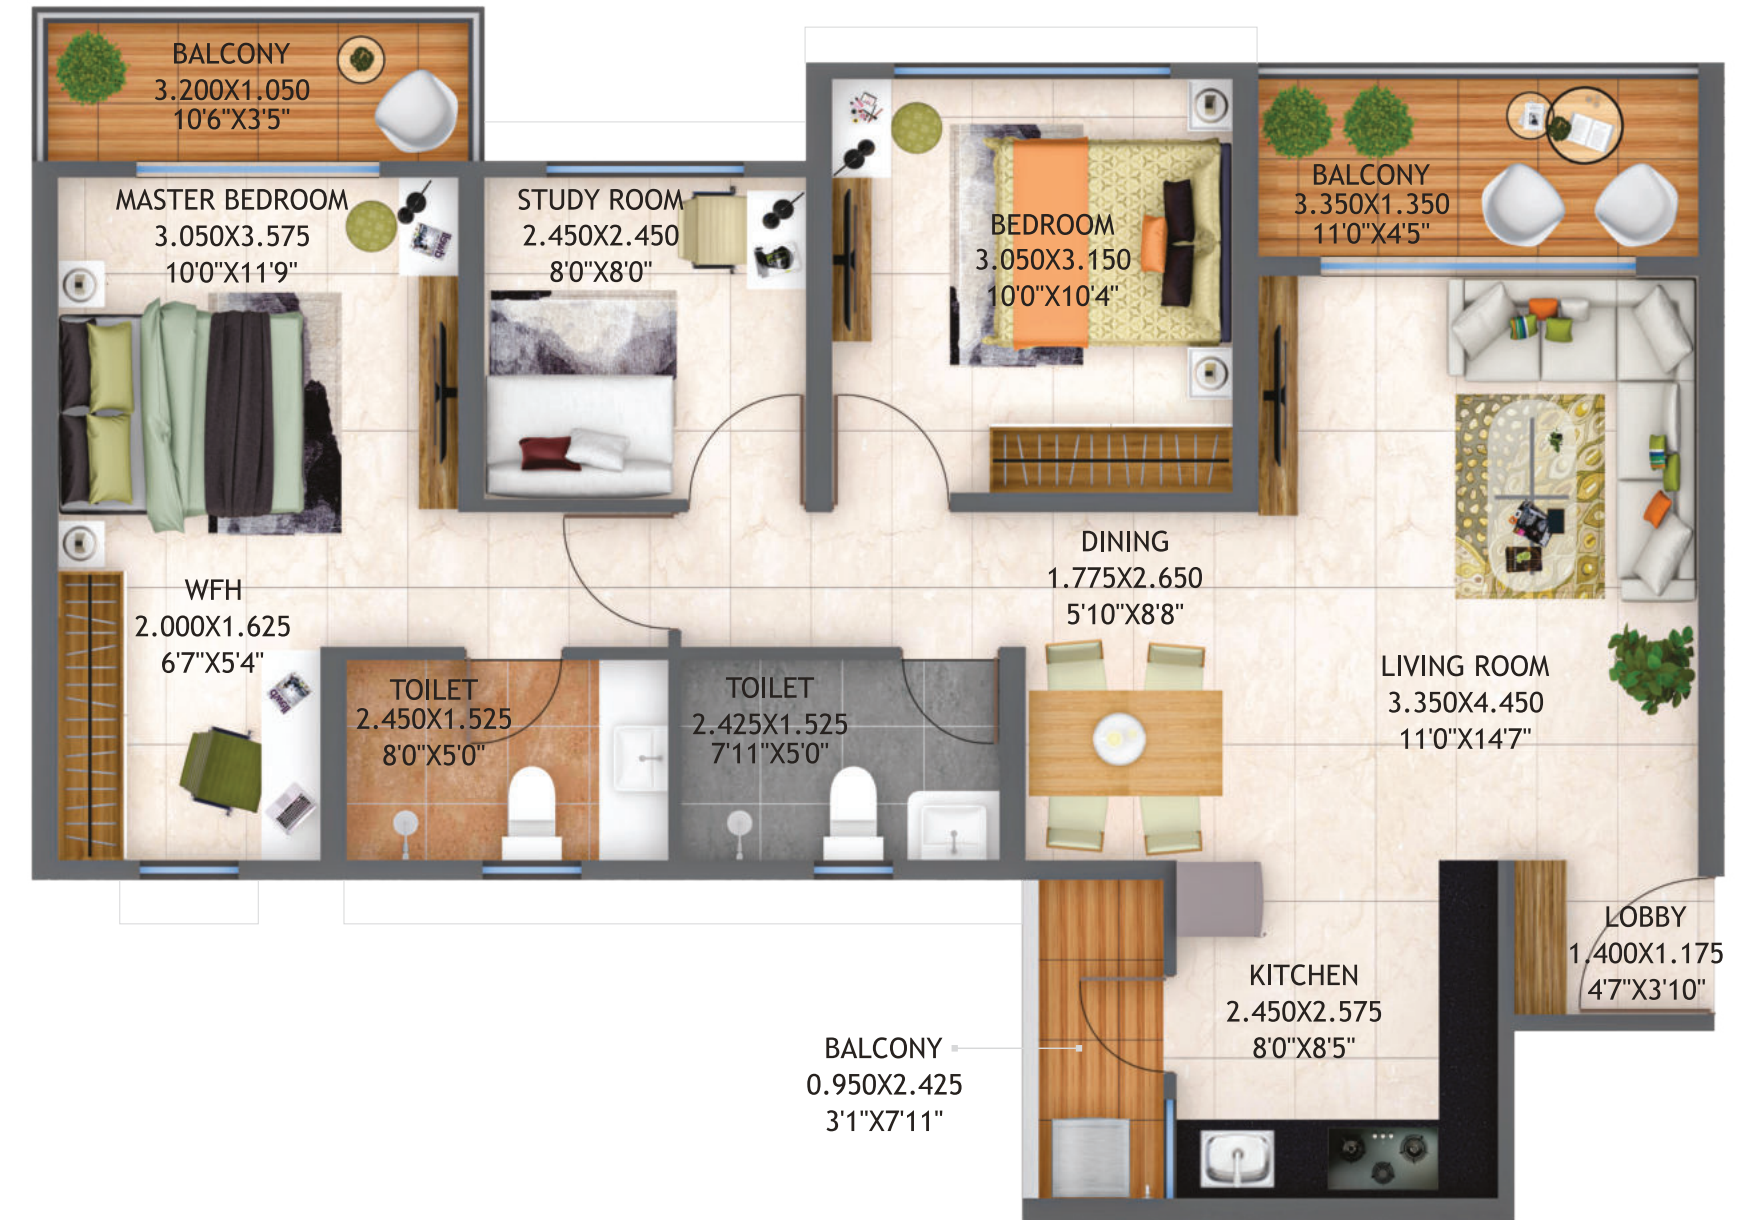 BALCONY
3.200X1.050
10'6"X3'5"
MASTER BEDROOM
3.050X3.575
10'0"X11'9"
STUDY ROOM
2.450X2.450
8'0"X8'0"
BEDROOM
3.050X3.150
10'0"X10'4"
BALCONY
3.350X1.350
11'0"X4'5"
WFH
2.000X1.625
6'7"X5'4"
TOILET
2.450X1.525
8'0"X5'0"
TOILET
2.425X1.525
7'11"X5'0"
DINING
1.775X2.650
5'10"X8'8"
LIVING ROOM
3.350X4.450
11'0"X14'7"
LOBBY
1.400X1.175
4'7"X3'10"
KITCHEN
2.450X2.575
8'0"X8'5"
BALCONY
0.950X2.425
3'1"X7'11"